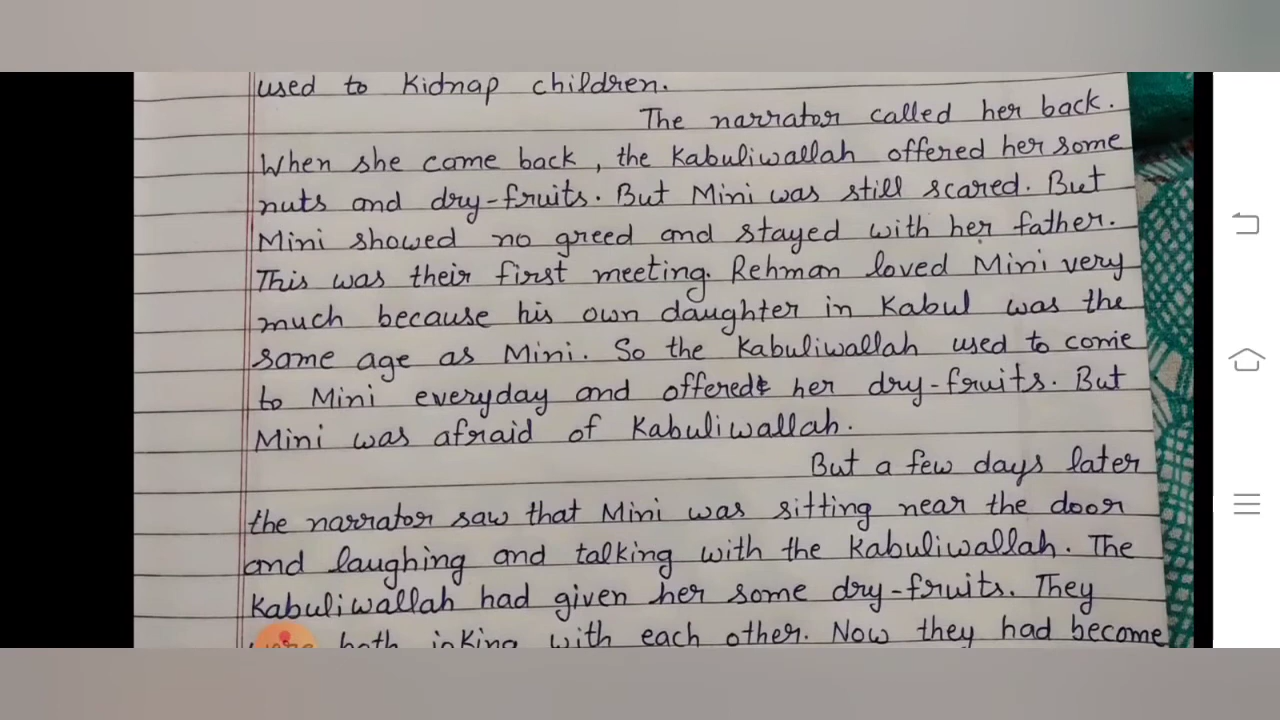 used to Kidnap children.
The narrator called her back.
When she come back, the Kabuliwallah offered her some
nuts and dry-fruits. But Mini was still scared. But
Mini showed no greed and stayed with her father.
This was their first meeting. Rehman loved Mini very
much because his own daughter in Kabul was the
same age as Mini. So the Kabuliwallah used to come
to Mini everyday and offered her dry-fruits. But
Mini was afraid of Kabuliwallah.
But a few days later
the narrator saw that Mini was sitting near the door
and laughing and talking with the Kabuliwallah. The
Kabuliwallah had given her some dry-fruits. They
both joking with each other. Now they had become